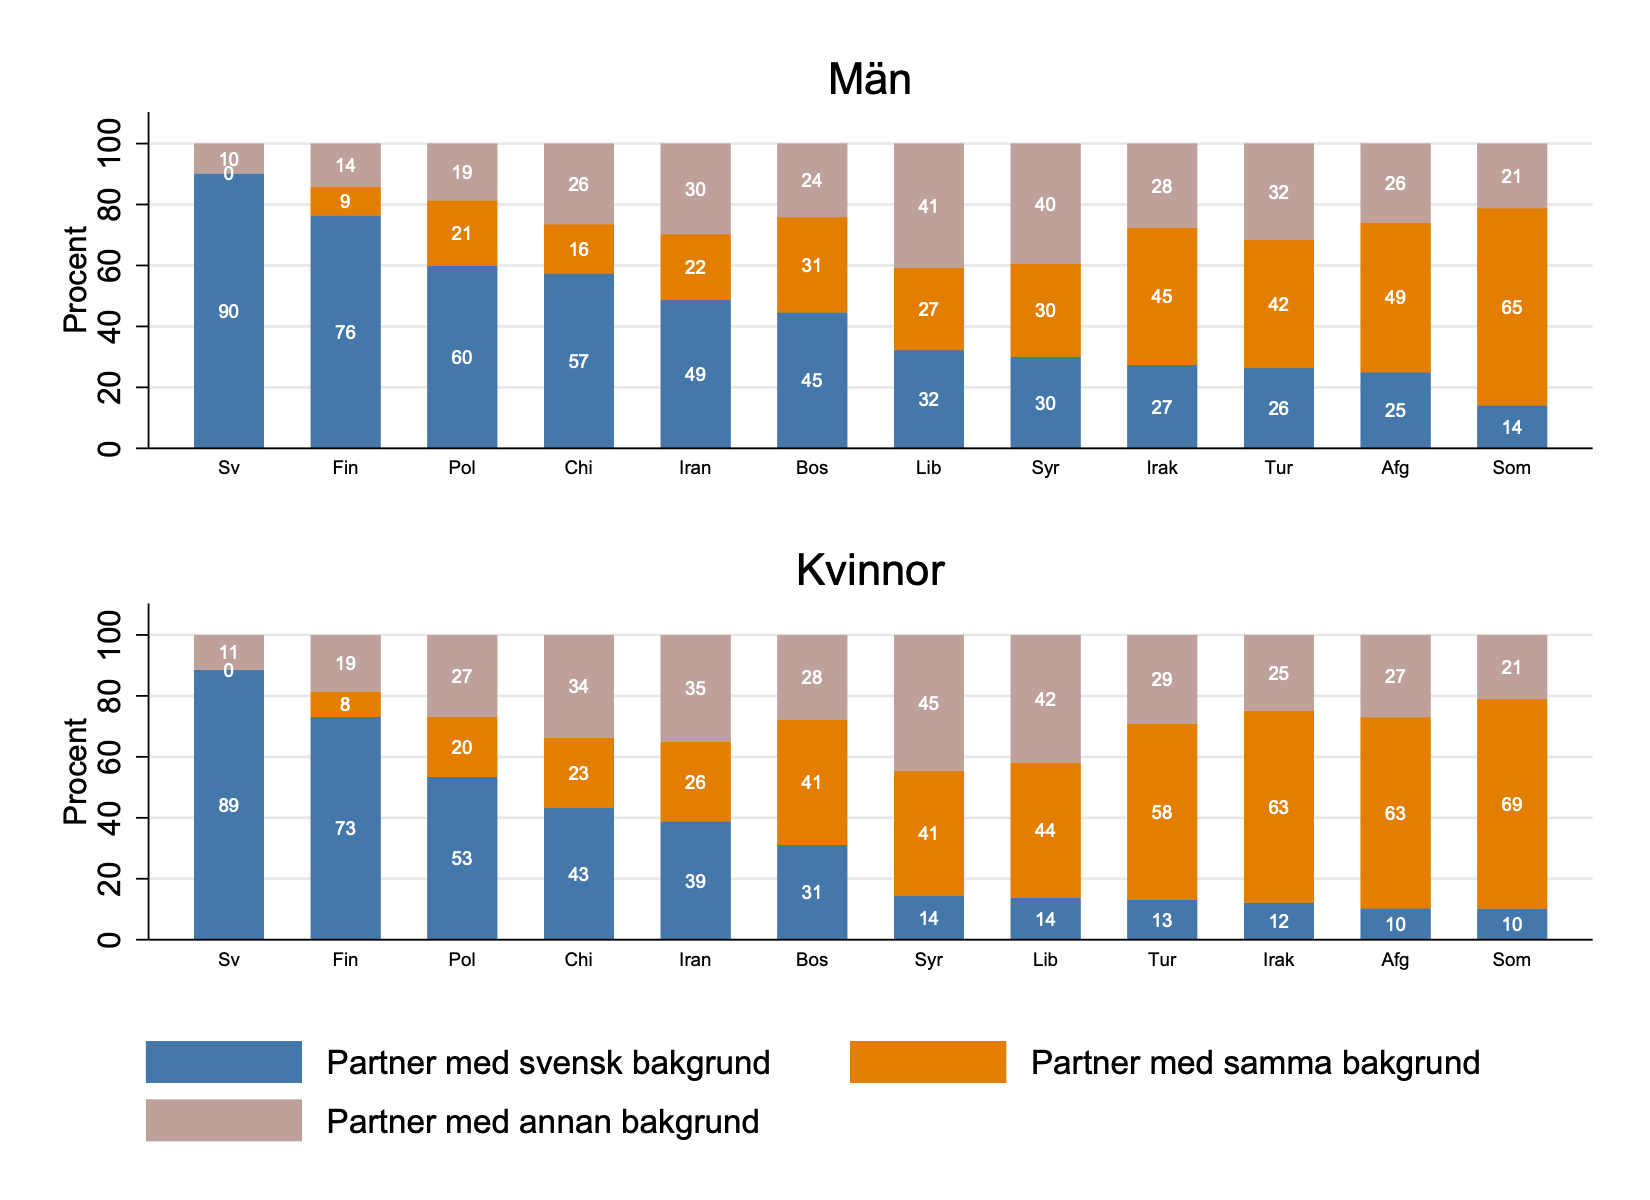 Män
Procent
100
80
60
40
20
0
10 14 19 26 30 24 41 40 28 32 26 21
0 9 21 16 22 31 27 30 45 42 49 65
90 76 60 57 49 45 32 30 27 26 25 14
Sv Fin Pol Chi Iran Bos Lib Syr Irak Tur Afg Som
Kvinnor
Procent
100
80
60
40
20
0
11 19 27 34 35 28 45 42 29 25 27 21
0 8 20 23 26 41 41 44 58 63 63 69
89 73 53 43 39 31 14 14 13 12 10 10
Sv Fin Pol Chi Iran Bos Syr Lib Tur Irak Afg Som
Partner med svensk bakgrund
Partner med samma bakgrund
Partner med annan bakgrund